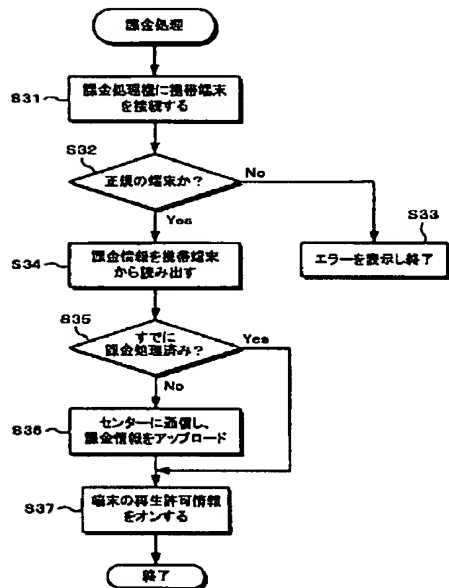 課金処理
S31
課金処理機に携帯端末
を接続する
S32
正規の端末か？
No
Yes
S33
エラーを表示し終了
S34
課金情報を携帯端末
から読み出す
S35
すでに
課金処理済み？
Yes
No
S36
センターに通信し、
課金情報をアップロード
S37
端末の再生許可情報
をオンする
終了